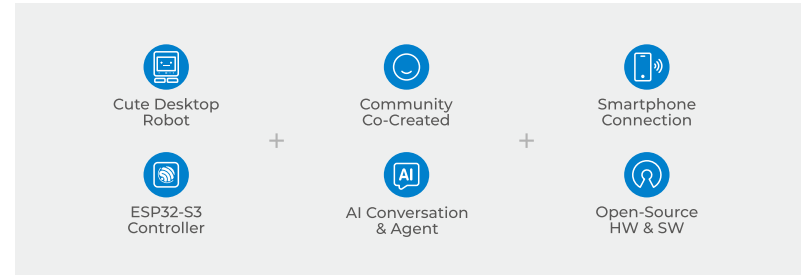 Cute Desktop
Robot
Community
Co-Created
Smartphone
Connection
+
+
ESP32-S3
Controller
AI
AI Conversation
& Agent
Open-Source
HW & SW